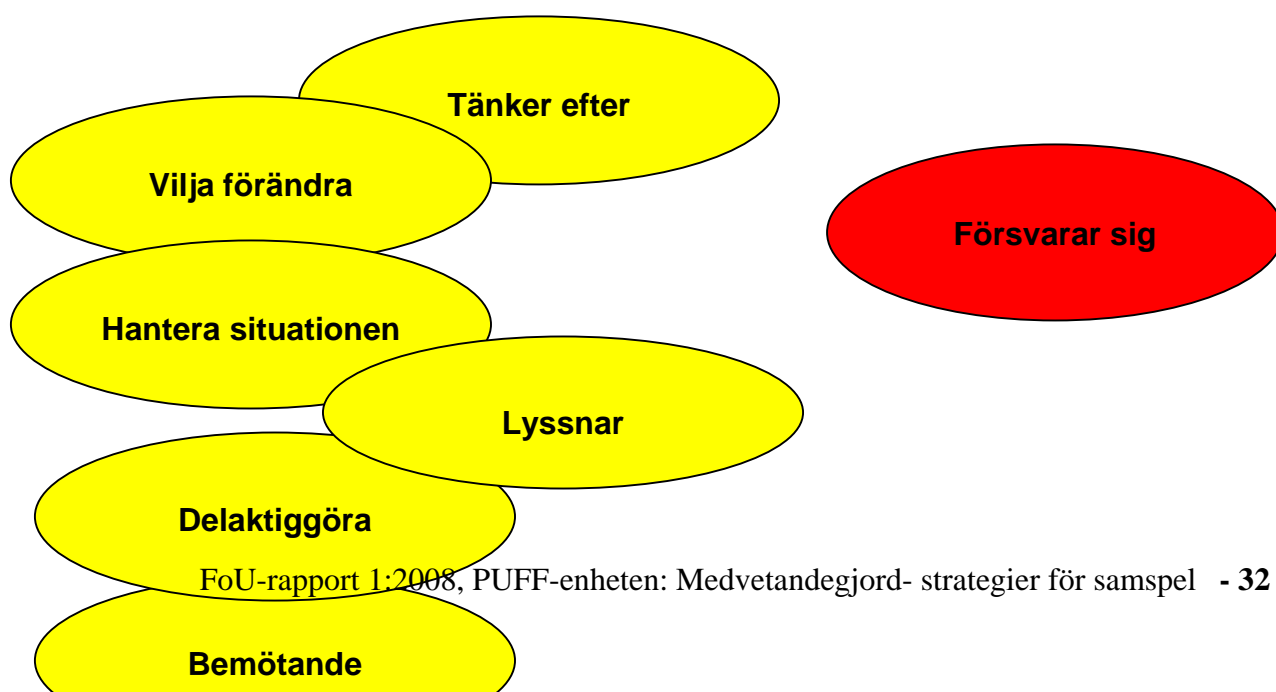 Tänker efter
Vilja förändra
Försvarar sig
Hantera situationen
Lyssnar
Delaktiggöra
FoU-rapport 1:2008, PUFF-enheten: Medvetandegjord- strategier för samspel - 32
Bemötande